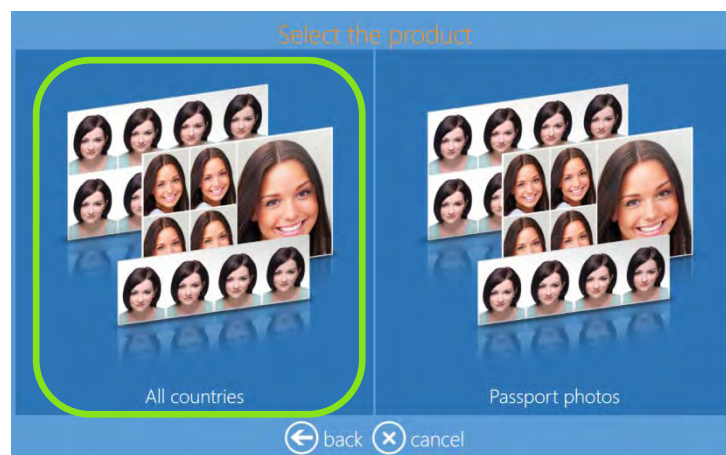 Select the product
All countries
Passport photos
back
cancel